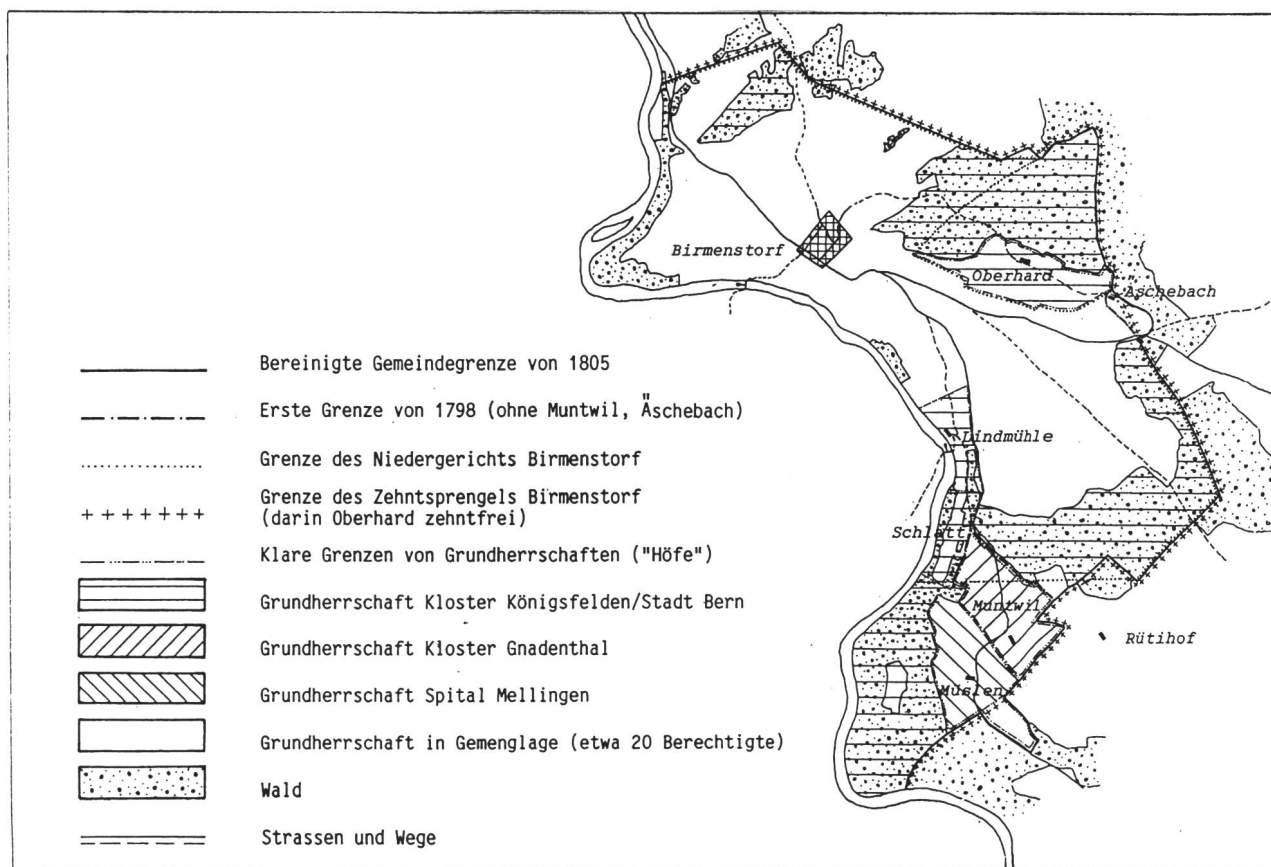 Birmenstorf
Oberhard
Äschebach
Lindmühle
Schlatt
Muntwil
Rütihof
Müslen
Bereinigte Gemeindegrenze von 1805
Erste Grenze von 1798 (ohne Muntwil, Äschebach)
Grenze des Niedergerichts Birmenstorf
Grenze des Zehntsprengels Birmenstorf
(darin Oberhard zehntfrei)
Klare Grenzen von Grundherrschaften ("Höfe")
Grundherrschaft Kloster Königsfelden/Stadt Bern
Grundherrschaft Kloster Gnadenthal
Grundherrschaft Spital Mellingen
Grundherrschaft in Gemenglage (etwa 20 Berechtigte)
Wald
Strassen und Wege